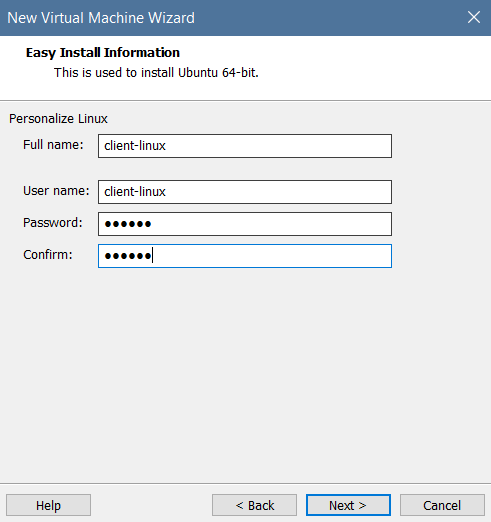 New Virtual Machine Wizard
Easy Install Information
This is used to install Ubuntu 64-bit.
Personalize Linux
Full name: client-linux
User name: client-linux
Password: ●●●●●●
Confirm: ●●●●●●
Help < Back Next > Cancel